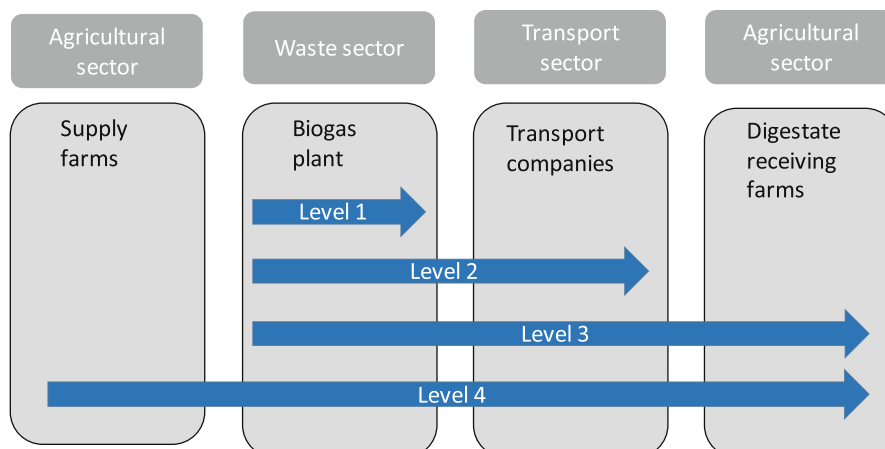 Agricultural
sector
Waste sector
Transport
sector
Agricultural
sector
Supply
farms
Biogas
plant
Transport
companies
Digestate
receiving
farms
Level 1
Level 2
Level 3
Level 4